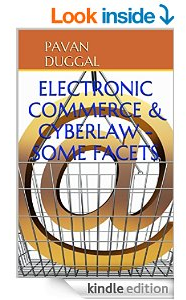 Look inside
PAVAN
DUGGAL
ELECTRONIC
COMMERCE &
CYBERLAW -
SOME FACETS
kindle edition